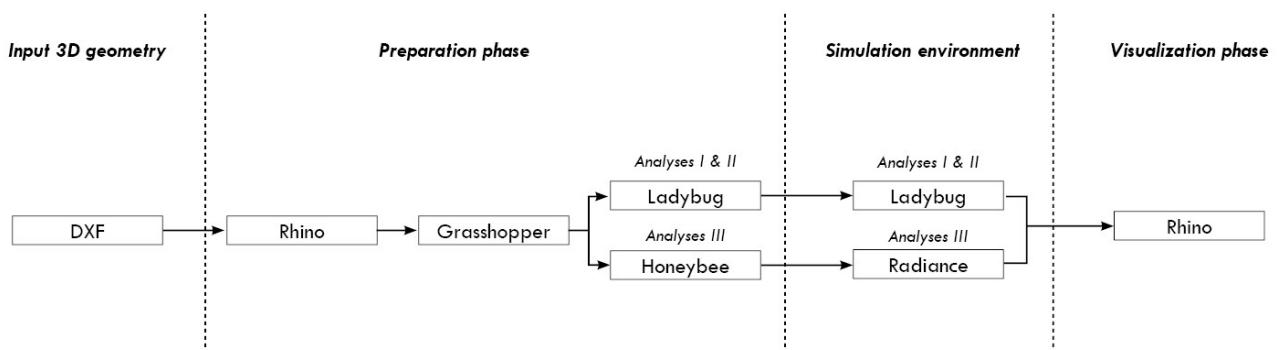 Input 3D geometry
Preparation phase
Simulation environment
Visualization phase
Analyses I & II
Analyses I & II
Ladybug
Ladybug
DXF
Rhino
Grasshopper
Rhino
Analyses III
Analyses III
Honeybee
Radiance